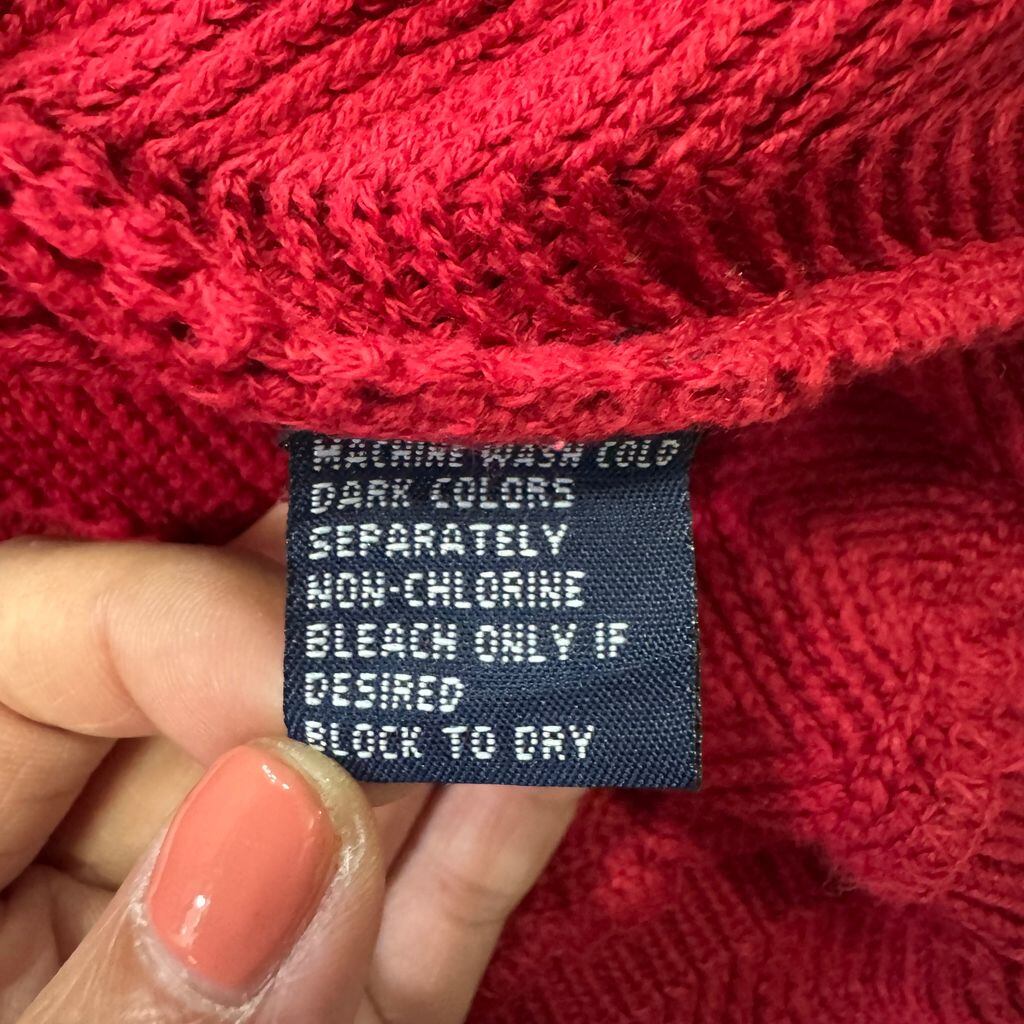 MACHINE WASH COLD
DARK COLORS
SEPARATELY
NON-CHLORINE
BLEACH ONLY IF
DESIRED
BLOCK TO DRY